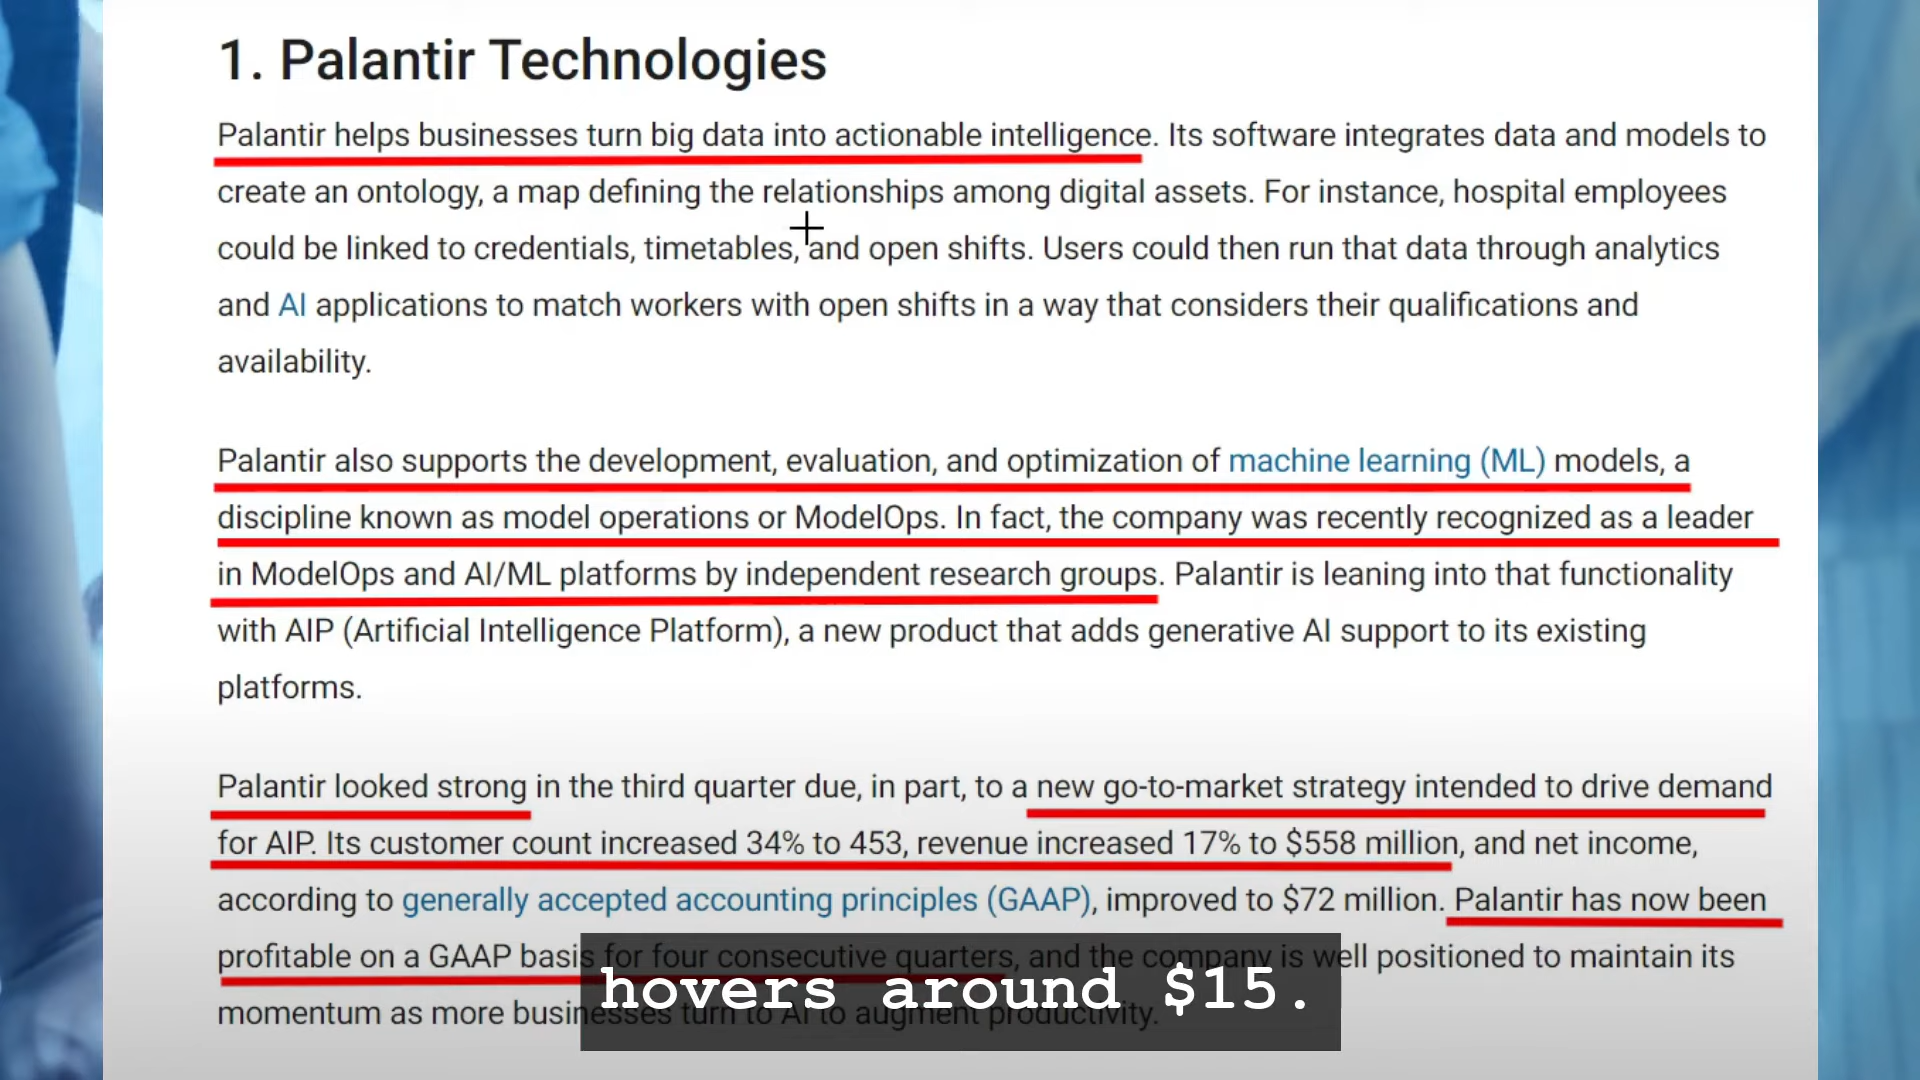 1. Palantir Technologies
Palantir helps businesses turn big data into actionable intelligence. Its software integrates data and models to
create an ontology, a map defining the relationships among digital assets. For instance, hospital employees
could be linked to credentials, timetables, and open shifts. Users could then run that data through analytics
and AI applications to match workers with open shifts in a way that considers their qualifications and
availability.
Palantir also supports the development, evaluation, and optimization of machine learning (ML) models, a
discipline known as model operations or ModelOps. In fact, the company was recently recognized as a leader
in ModelOps and AI/ML platforms by independent research groups. Palantir is leaning into that functionality
with AIP (Artificial Intelligence Platform), a new product that adds generative AI support to its existing
platforms.
Palantir looked strong in the third quarter due, in part, to a new go-to-market strategy intended to drive demand
for AIP. Its customer count increased 34% to 453, revenue increased 17% to $558 million, and net income,
according to generally accepted accounting principles (GAAP), improved to $72 million. Palantir has now been
profitable on a GAAP basis for four consecutive quarters, and the company is well positioned to maintain its
momentum as more businesses turn to AI to augment productivity.
hovers around $15.